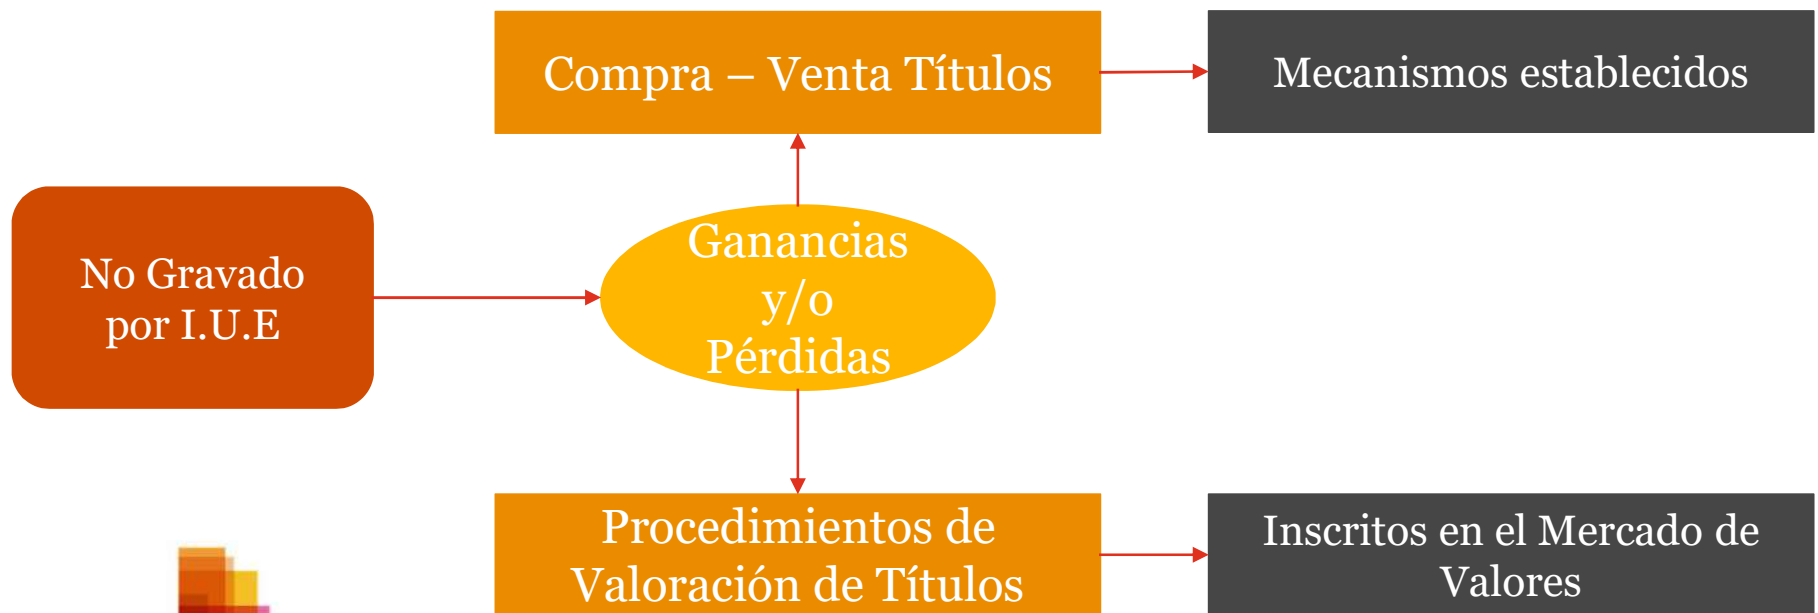 Compra – Venta Títulos
Mecanismos establecidos
No Gravado
por I.U.E
Ganancias
y/o
Pérdidas
Procedimientos de
Valoración de Títulos
Inscritos en el Mercado de
Valores